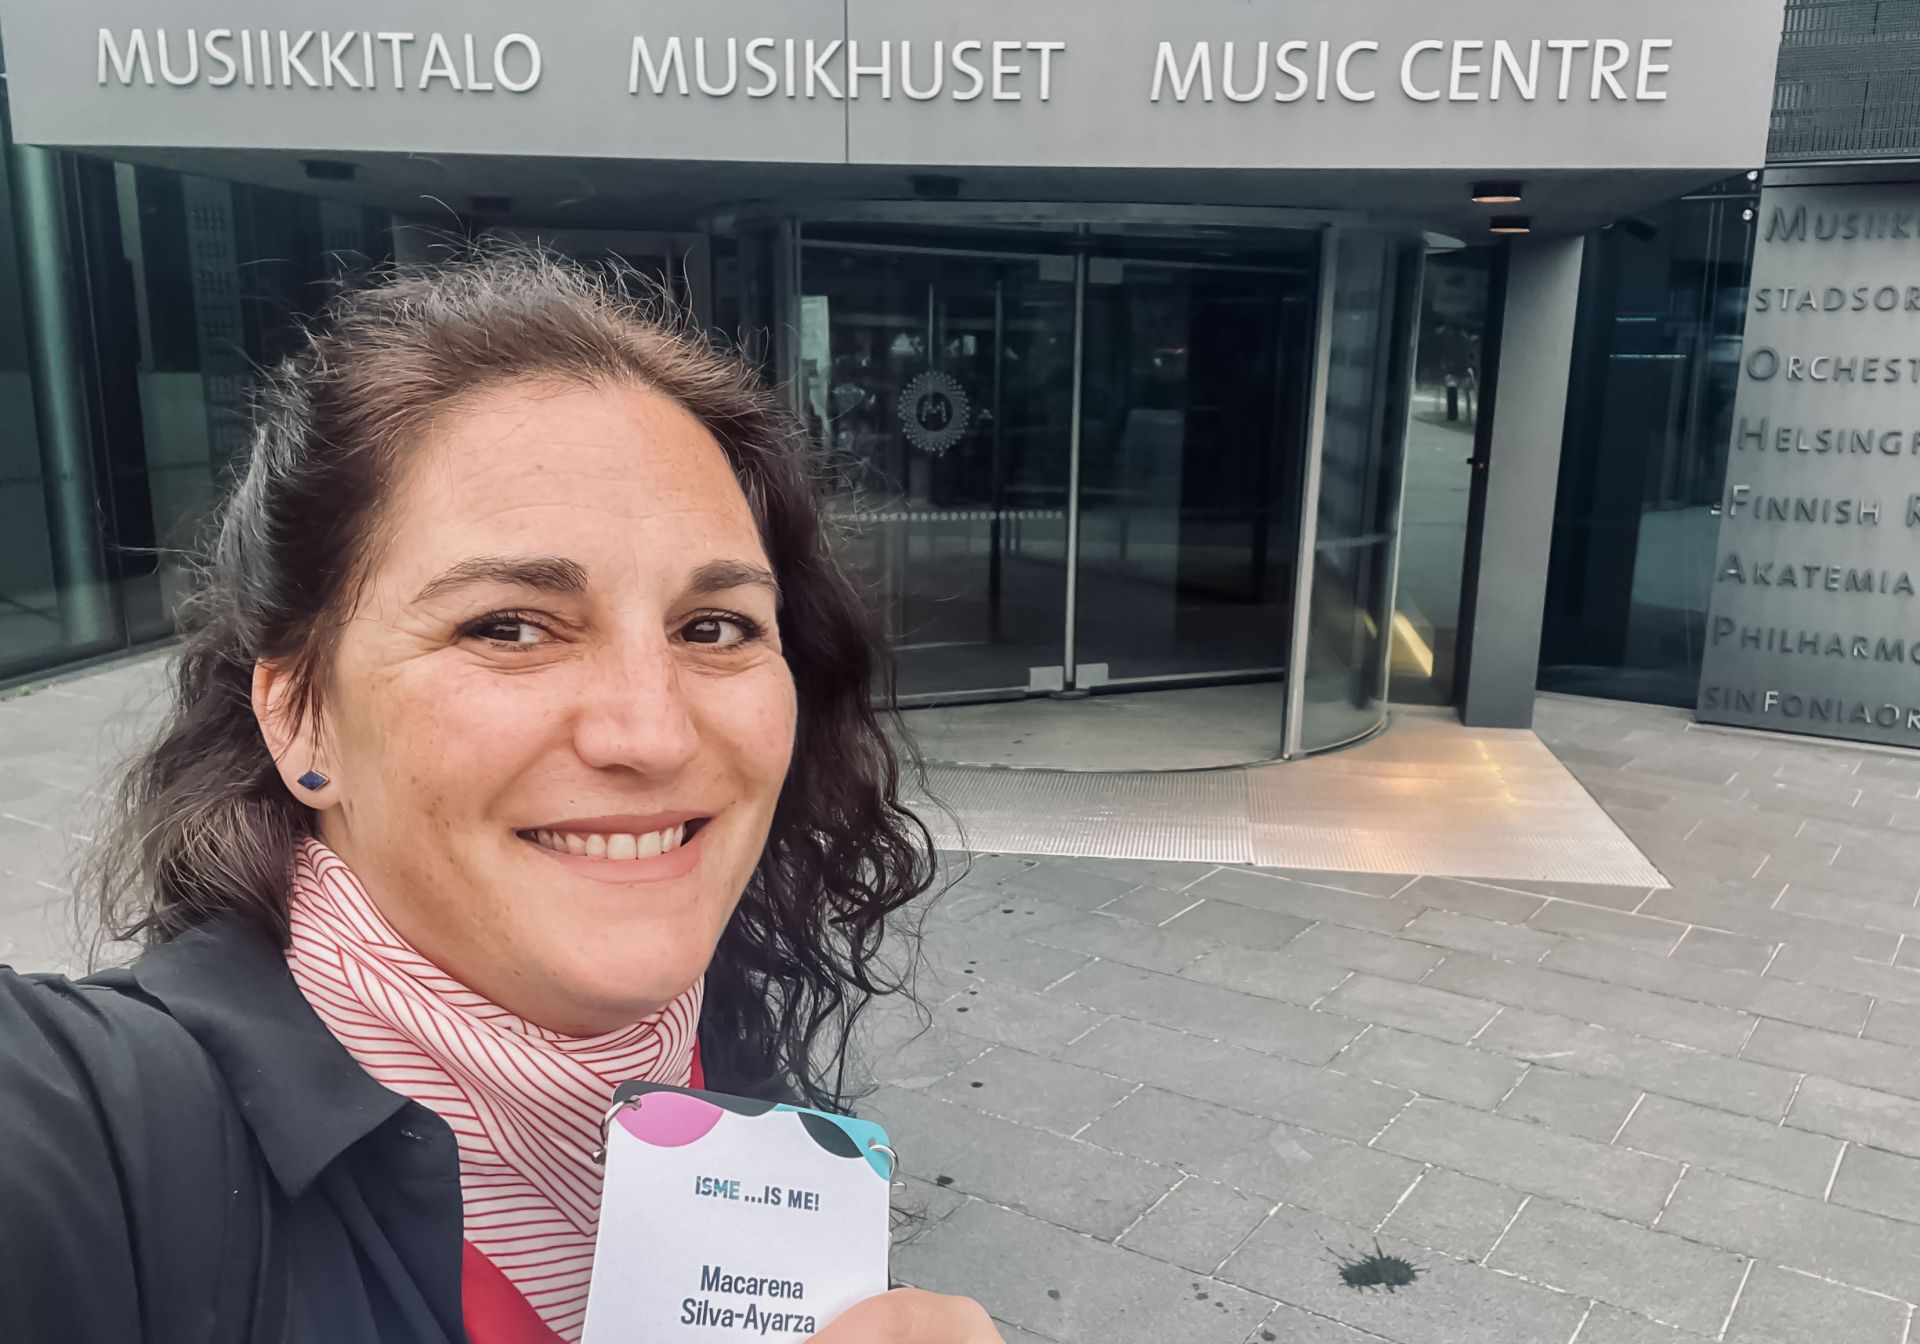 MUSIIKKITALO MUSIKHUSET MUSIC CENTRE
M
STADSOR
ORCHEST
HELSINGF
FINNISH R
AKATEMIA
PHILHARMO
SINFONIAOR
ISME ...IS ME!
Macarena
Silva-Ayarza